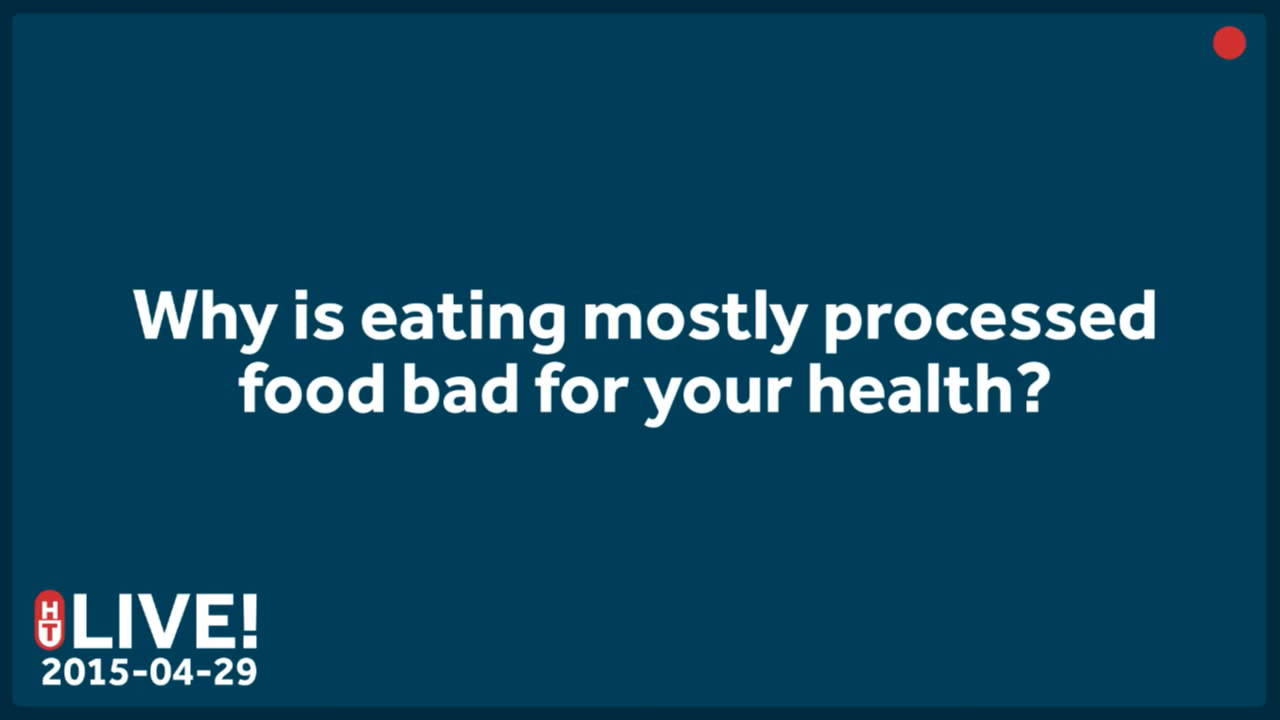 Why is eating mostly processed
food bad for your health?
HT LIVE!
2015-04-29